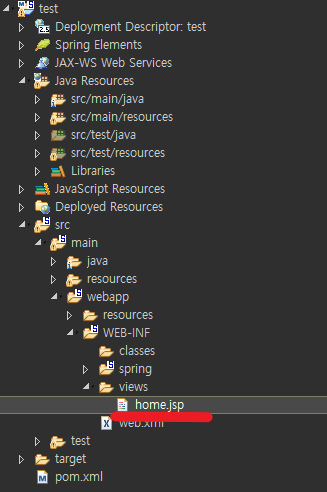 test
Deployment Descriptor: test
Spring Elements
JAX-WS Web Services
Java Resources
src/main/java
src/main/resources
src/test/java
src/test/resources
Libraries
JavaScript Resources
Deployed Resources
src
main
java
resources
webapp
resources
WEB-INF
classes
spring
views
home.jsp
web.xml
test
target
pom.xml